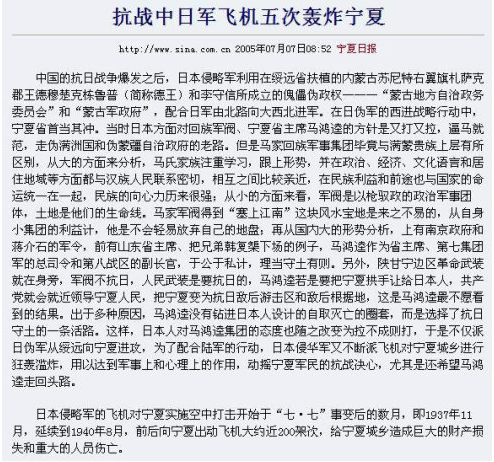 抗战中日军飞机五次轰炸宁夏
http://www.sina.com.cn 2005年07月07日08:52 宁夏日报
中国的抗日战争爆发之后，日本侵略军利用在绥远省扶植的内蒙古苏尼特右翼旗札萨克
郡王德穆楚克栋鲁普（简称德王）和李守信所成立的傀儡伪政权————“蒙古地方自治政务
委员会”和“蒙古军政府”，配合日军由北路向大西北进军。在日伪军的西进战略行动中，
宁夏省首当其冲。当时日本方面对回族军阀、宁夏省主席马鸿逵的方针是又打又拉，逼马就
范，走伪满洲国和伪蒙疆自治政府的老路。但是马家回族军事集团毕竟与满蒙贵族上层有所
区别，从大的方面来分析，马氏家族注重学习，跟上形势，并在政治、经济、文化语言和居
住地域等方面都与汉族人民联系密切，相互之间比较亲近，在民族利益和前途也与国家的命
运统一在一起，民族的向心力历来很强；从小的方面来看，军阀是以枪驭政的政治军事团
体，土地是他们的生命线。马家军阀得到“塞上江南”这块风水宝地是来之不易的，从自身
小集团的利益计，他是不会轻易放弃自己的地盘；再从国内大的形势分析，上有南京政府和
蒋介石的军令，前有山东省主席、把兄弟韩复榘下场的例子，马鸿逵作为省主席、第七集团
军的总司令和第八战区的副长官，于公于私计，理当守土有则。另外，陕甘宁边区革命武装
就在身旁，军阀不抗日，人民武装是要抗日的，马鸿逵若是要把宁夏拱手让给日本人，共产
党就会就近领导宁夏人民，把宁夏变为抗日敌后游击区和敌后根据地，这是马鸿逵最不愿看
到的结果。出于多种原因，马鸿逵没有钻进日本人设计的自取灭亡的圈套，而是选择了抗日
守土的一条活路。这样，日本人对马鸿逵集团的态度也随之改变为拉不成则打，于是不仅派
日伪军从绥远向宁夏进攻，为了配合陆军的行动，日本侵华军又不断派飞机对宁夏城乡进行
狂轰滥炸，用以达到军事上和心理上的作用，动摇宁夏军民的抗战决心，尤其是还希望马鸿
逵走回头路。
日本侵略军的飞机对宁夏实施空中打击开始于“七·七”事变后的数月，即1937年11
月，延续到1940年8月，前后向宁夏出动飞机大约近200架次，给宁夏城乡造成巨大的财产损
失和重大的人员伤亡。